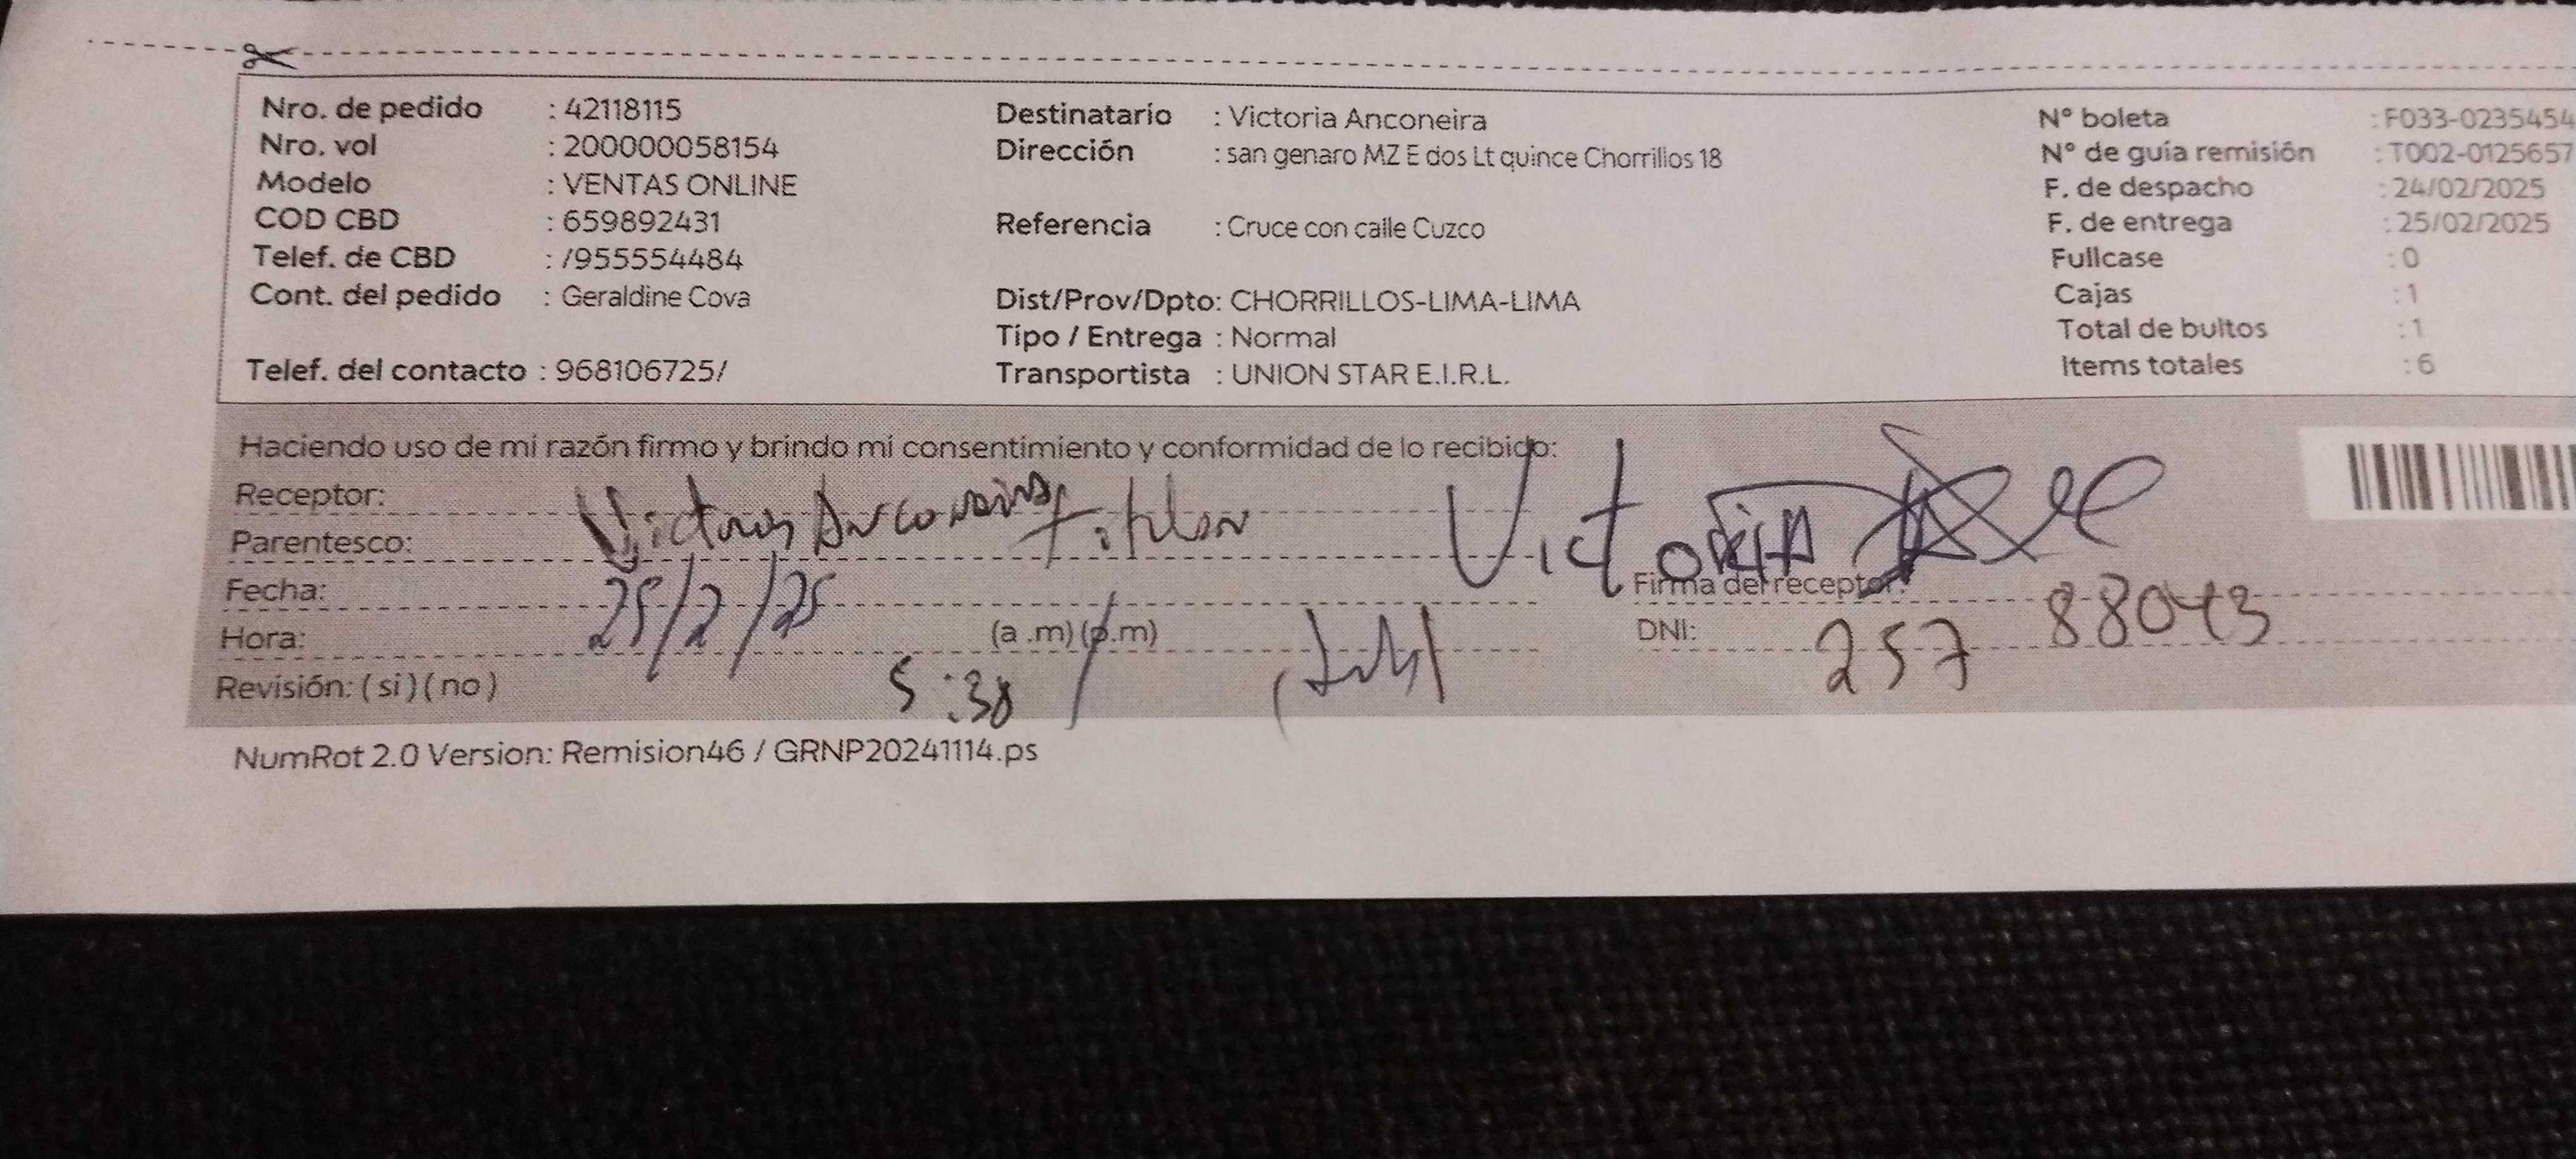 Nro. de pedido : 42118115
Nro. vol : 200000058154
Modelo : VENTAS ONLINE
COD CBD : 659892431
Telef. de CBD : /955554484
Cont. del pedido : Geraldine Cova
Telef. del contacto : 968106725/
Destinatario : Victoria Anconeira
Dirección : san genaro MZ E dos Lt quince Chorrillos 18
Referencia : Cruce con calle Cuzco
Dist/Prov/Dpto: CHORRILLOS-LIMA-LIMA
Tipo / Entrega : Normal
Transportista : UNION STAR E.I.R.L.
N° boleta : F033-0235454
N° de guía remisión : T002-0125657
F. de despacho : 24/02/2025
F. de entrega : 25/02/2025
Fullcase : 0
Cajas : 1
Total de bultos : 1
Items totales : 6
Haciendo uso de mi razón firmo y brindo mi consentimiento y conformidad de lo recibido:
Receptor: Victoria Anconeira
Parentesco: Titular
Fecha: 25/2/25
Hora: 5:38 (a .m) (p.m)
Revisión: ( si ) ( no )
Victoria
Firma del receptor:
DNI: 257
NumRot 2.0 Version: Remision46 / GRNP20241114.ps